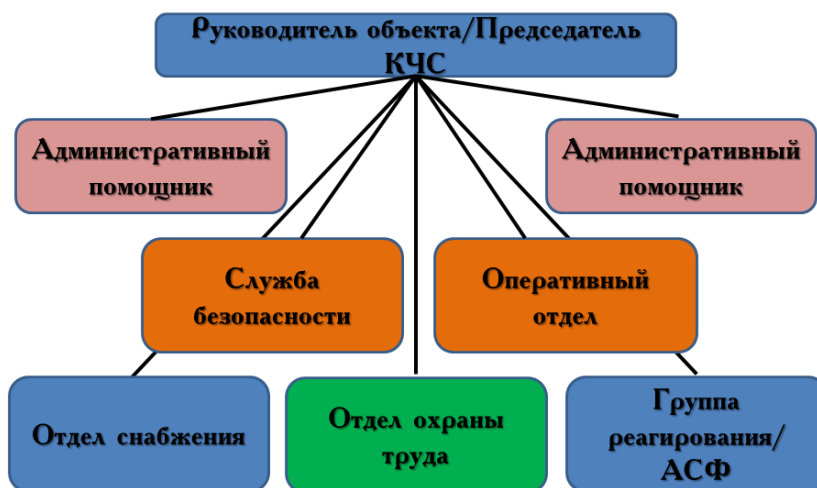 Руководитель объекта/Председатель
КЧС
Административный
помощник
Административный
помощник
Служба
безопасности
Оперативный
отдел
Отдел снабжения
Отдел охраны
труда
Группа
реагирования/
АСФ